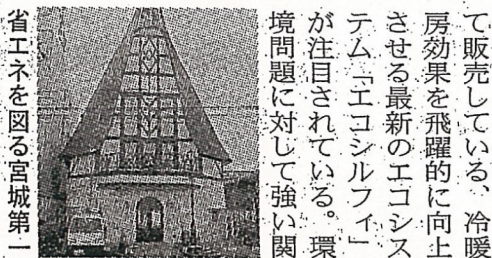 て販売している、冷暖
房効果を飛躍的に向上
させる最新のエコシス
テム「エコシルフィ」
が注目されている。環
境問題に対して強い関
省エネを図る宮城第一